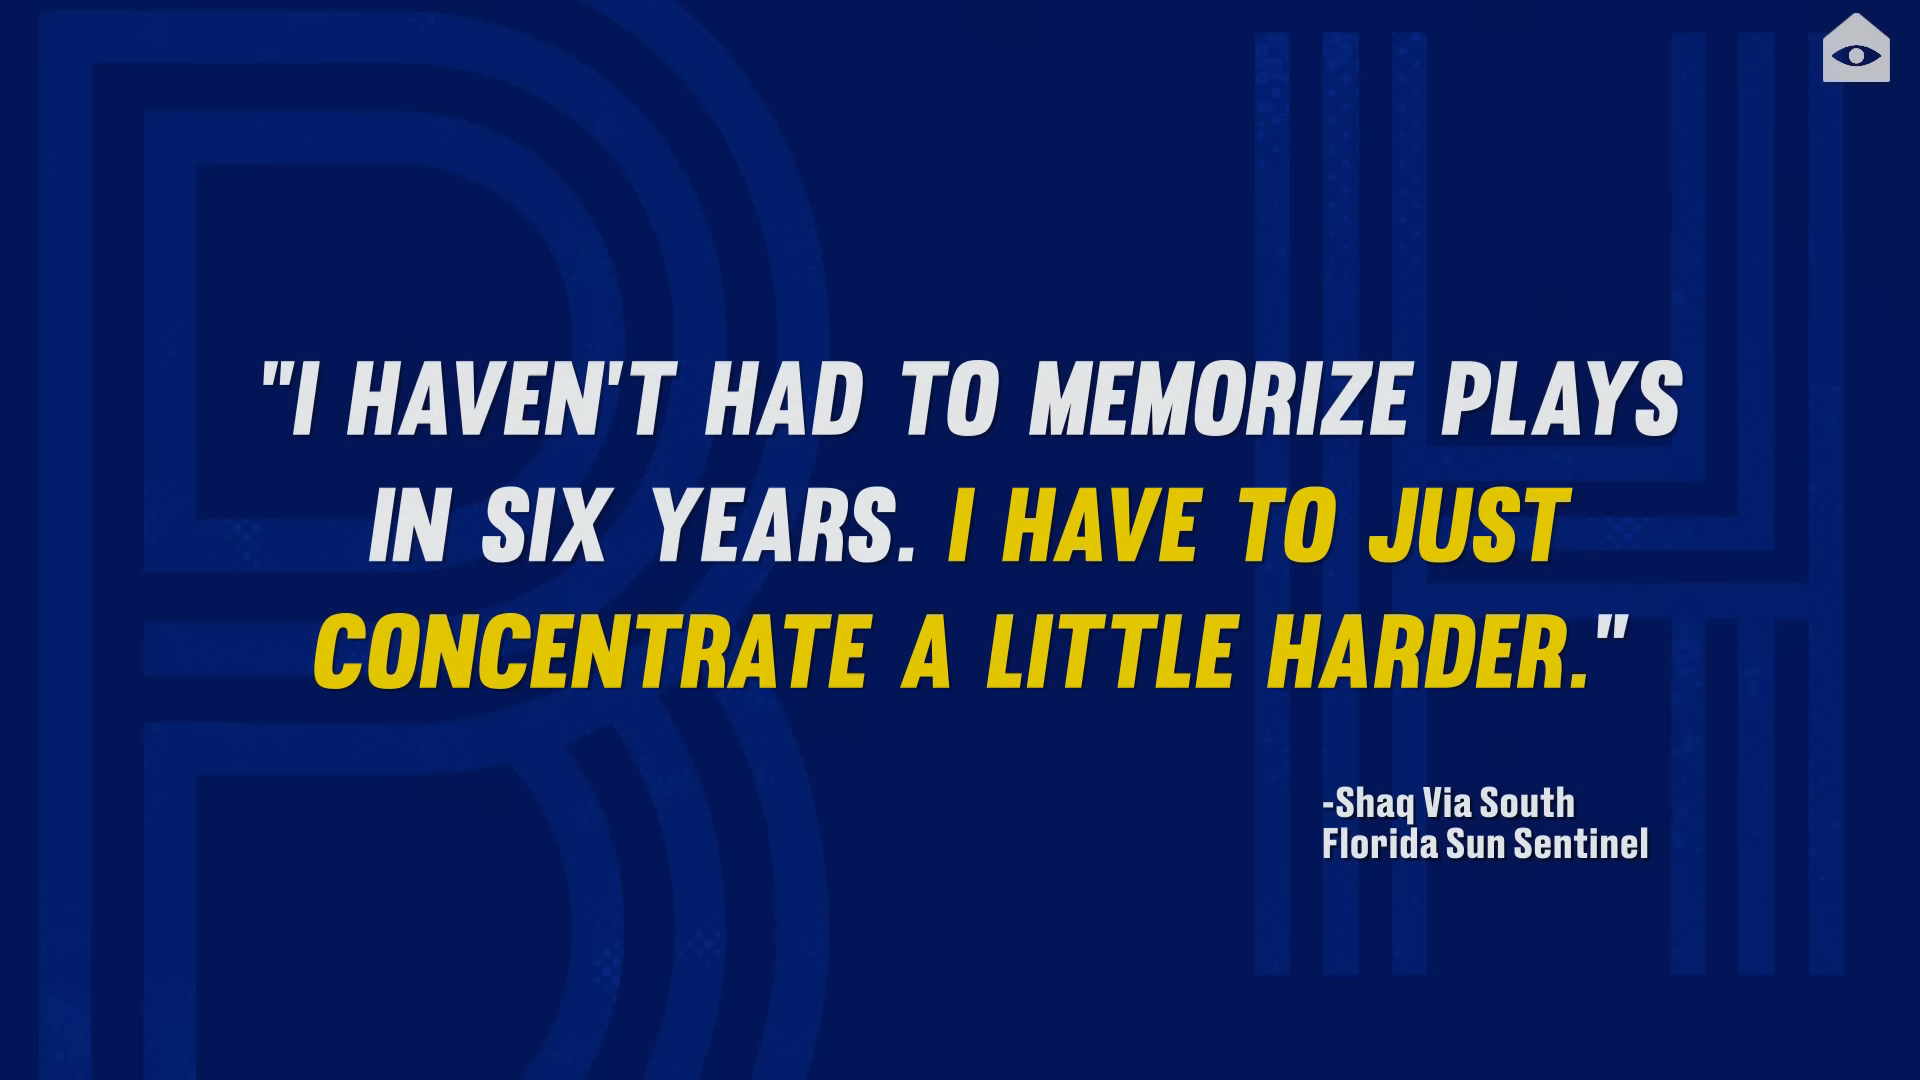 "I HAVEN'T HAD TO MEMORIZE PLAYS
IN SIX YEARS. I HAVE TO JUST
CONCENTRATE A LITTLE HARDER."
-Shaq Via South
Florida Sun Sentinel